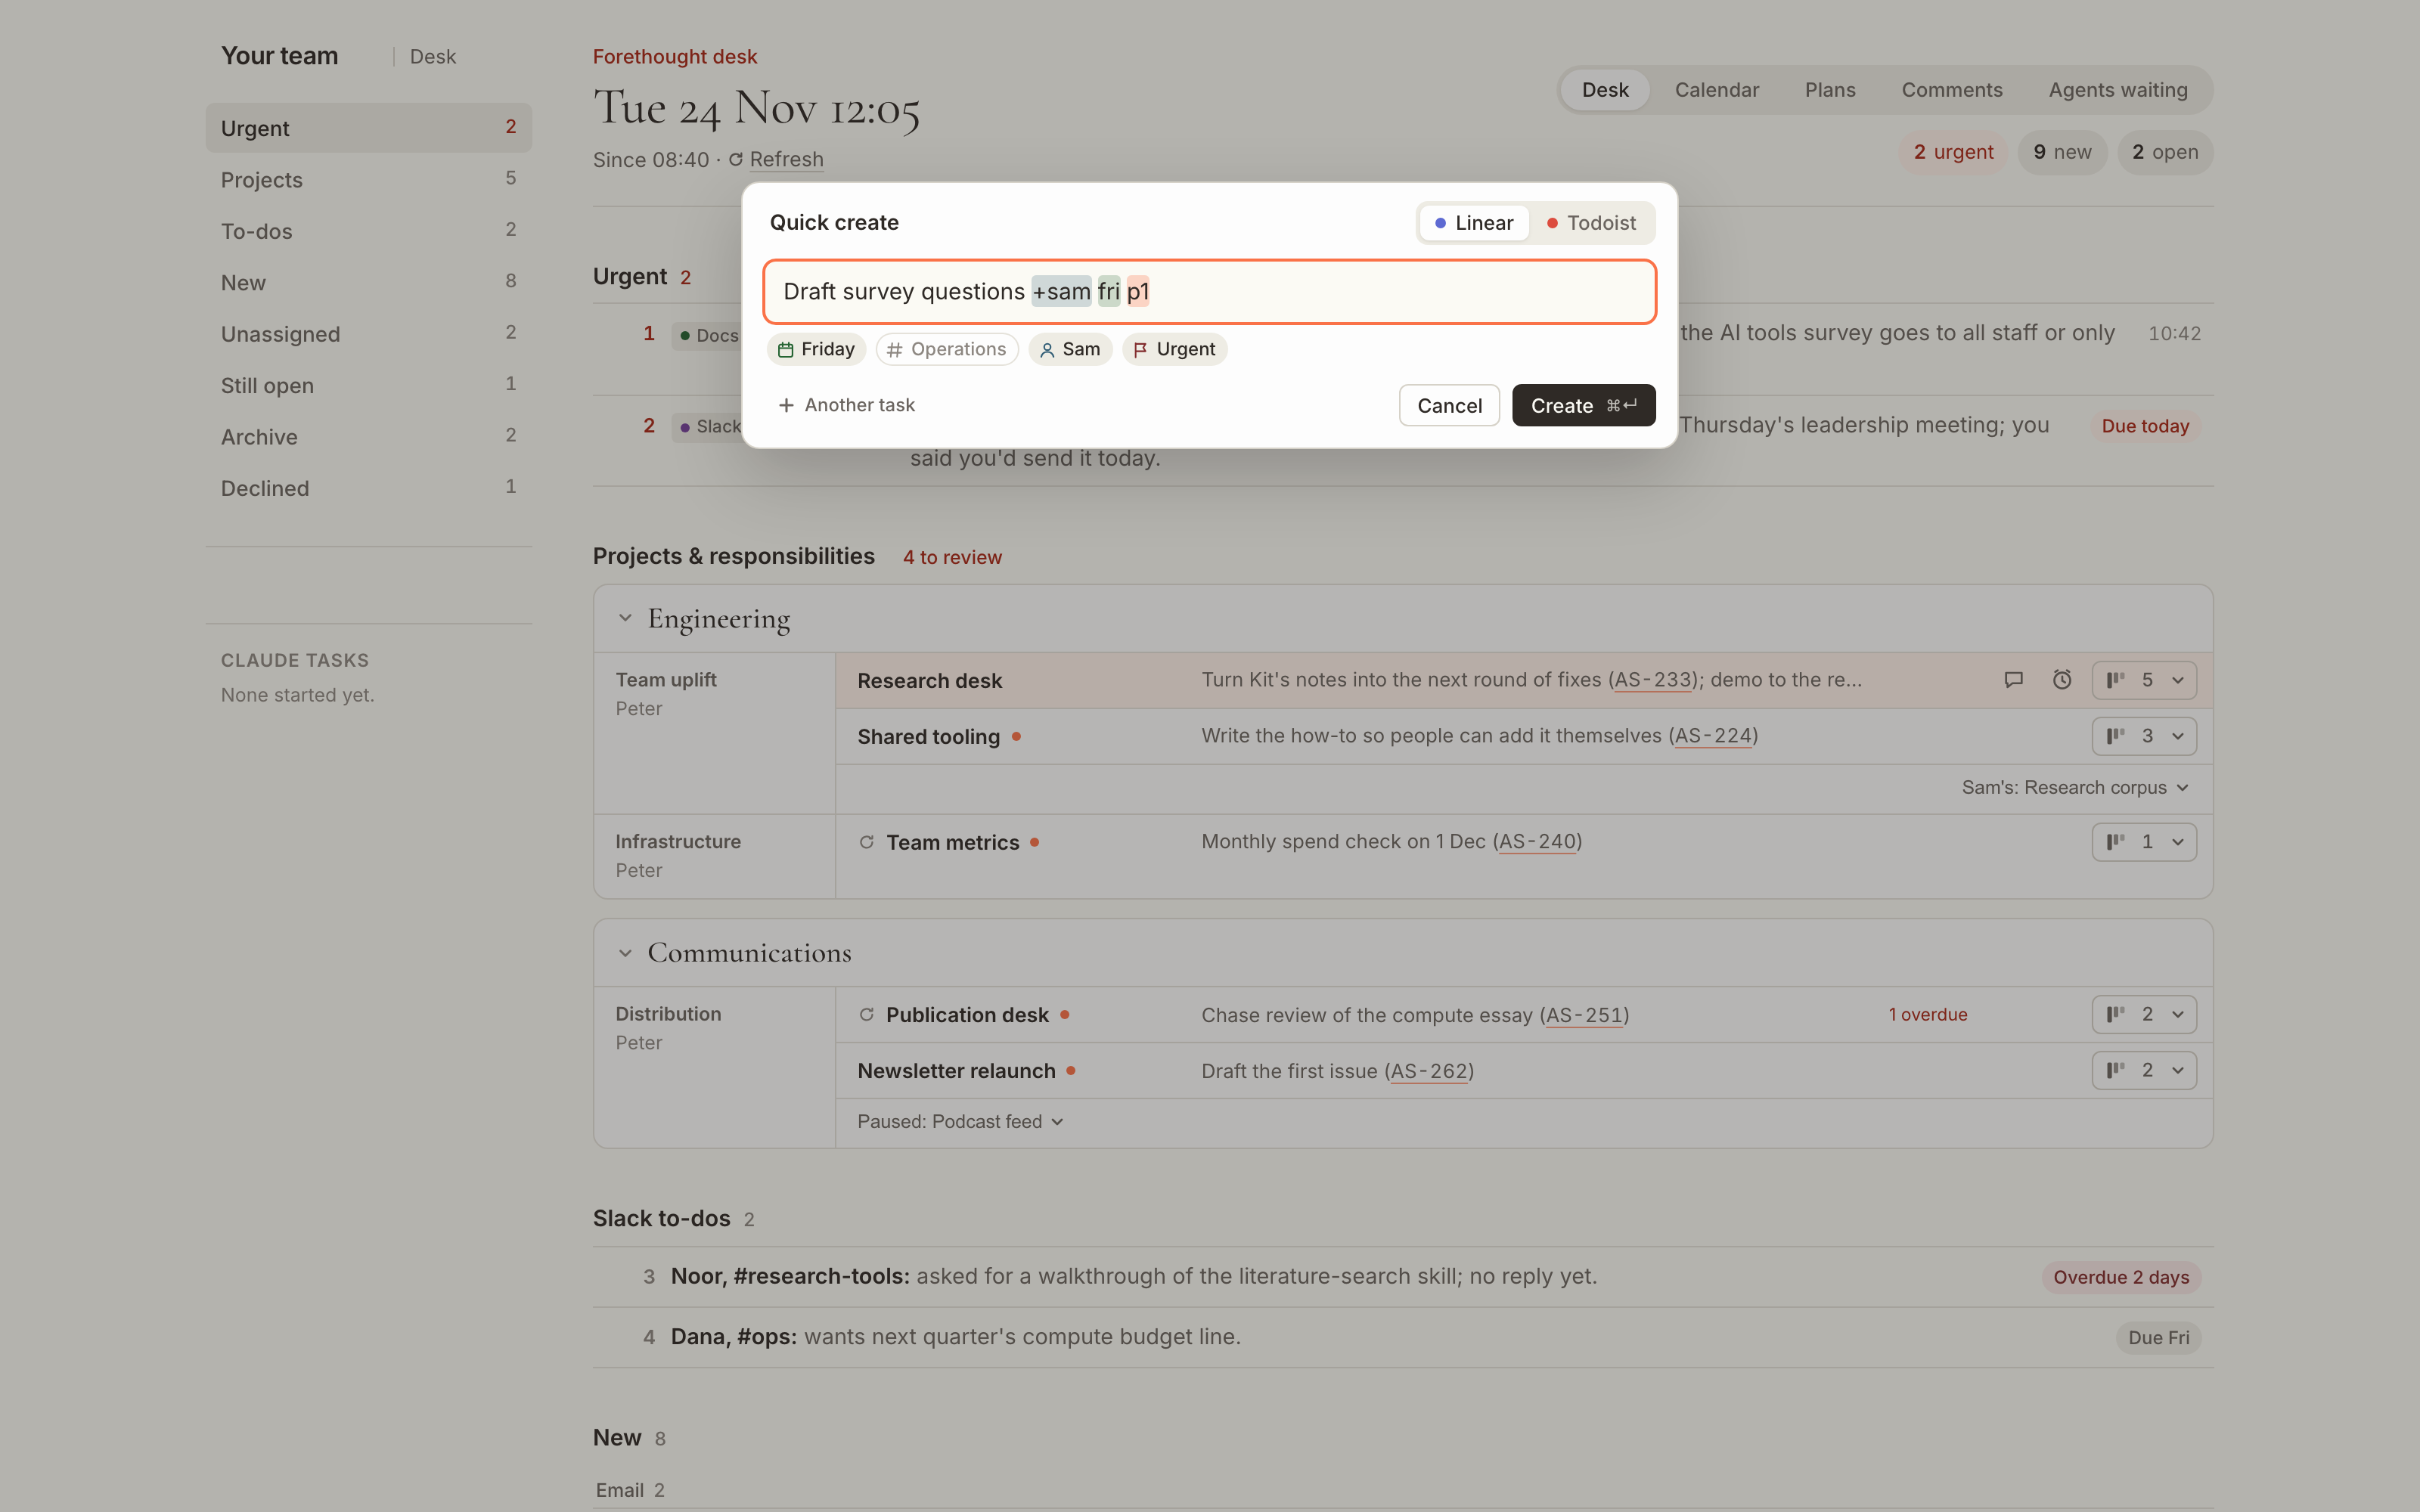 Your team
Desk
Urgent 2
Projects 5
To-dos 2
New 8
Unassigned 2
Still open 1
Archive 2
Declined 1
CLAUDE TASKS
None started yet.
Forethought desk
Tue 24 Nov 12:05
Since 08:40 · Refresh
Desk Calendar Plans Comments Agents waiting
2 urgent 9 new 2 open
Quick create
Linear Todoist
Draft survey questions +sam fri p1
Friday Operations Sam Urgent
Another task
Cancel Create ⌘↵
Urgent 2
1 Docs the AI tools survey goes to all staff or only 10:42
2 Slack Thursday's leadership meeting; you Due today
said you'd send it today.
Projects & responsibilities 4 to review
Engineering
Team uplift
Peter
Research desk Turn Kit's notes into the next round of fixes (AS-233); demo to the re... 5
Shared tooling Write the how-to so people can add it themselves (AS-224) 3
Sam's: Research corpus
Infrastructure
Peter
Team metrics Monthly spend check on 1 Dec (AS-240) 1
Communications
Distribution
Peter
Publication desk Chase review of the compute essay (AS-251) 1 overdue 2
Newsletter relaunch Draft the first issue (AS-262) 2
Paused: Podcast feed
Slack to-dos 2
3 Noor, #research-tools: asked for a walkthrough of the literature-search skill; no reply yet. Overdue 2 days
4 Dana, #ops: wants next quarter's compute budget line. Due Fri
New 8
Email 2